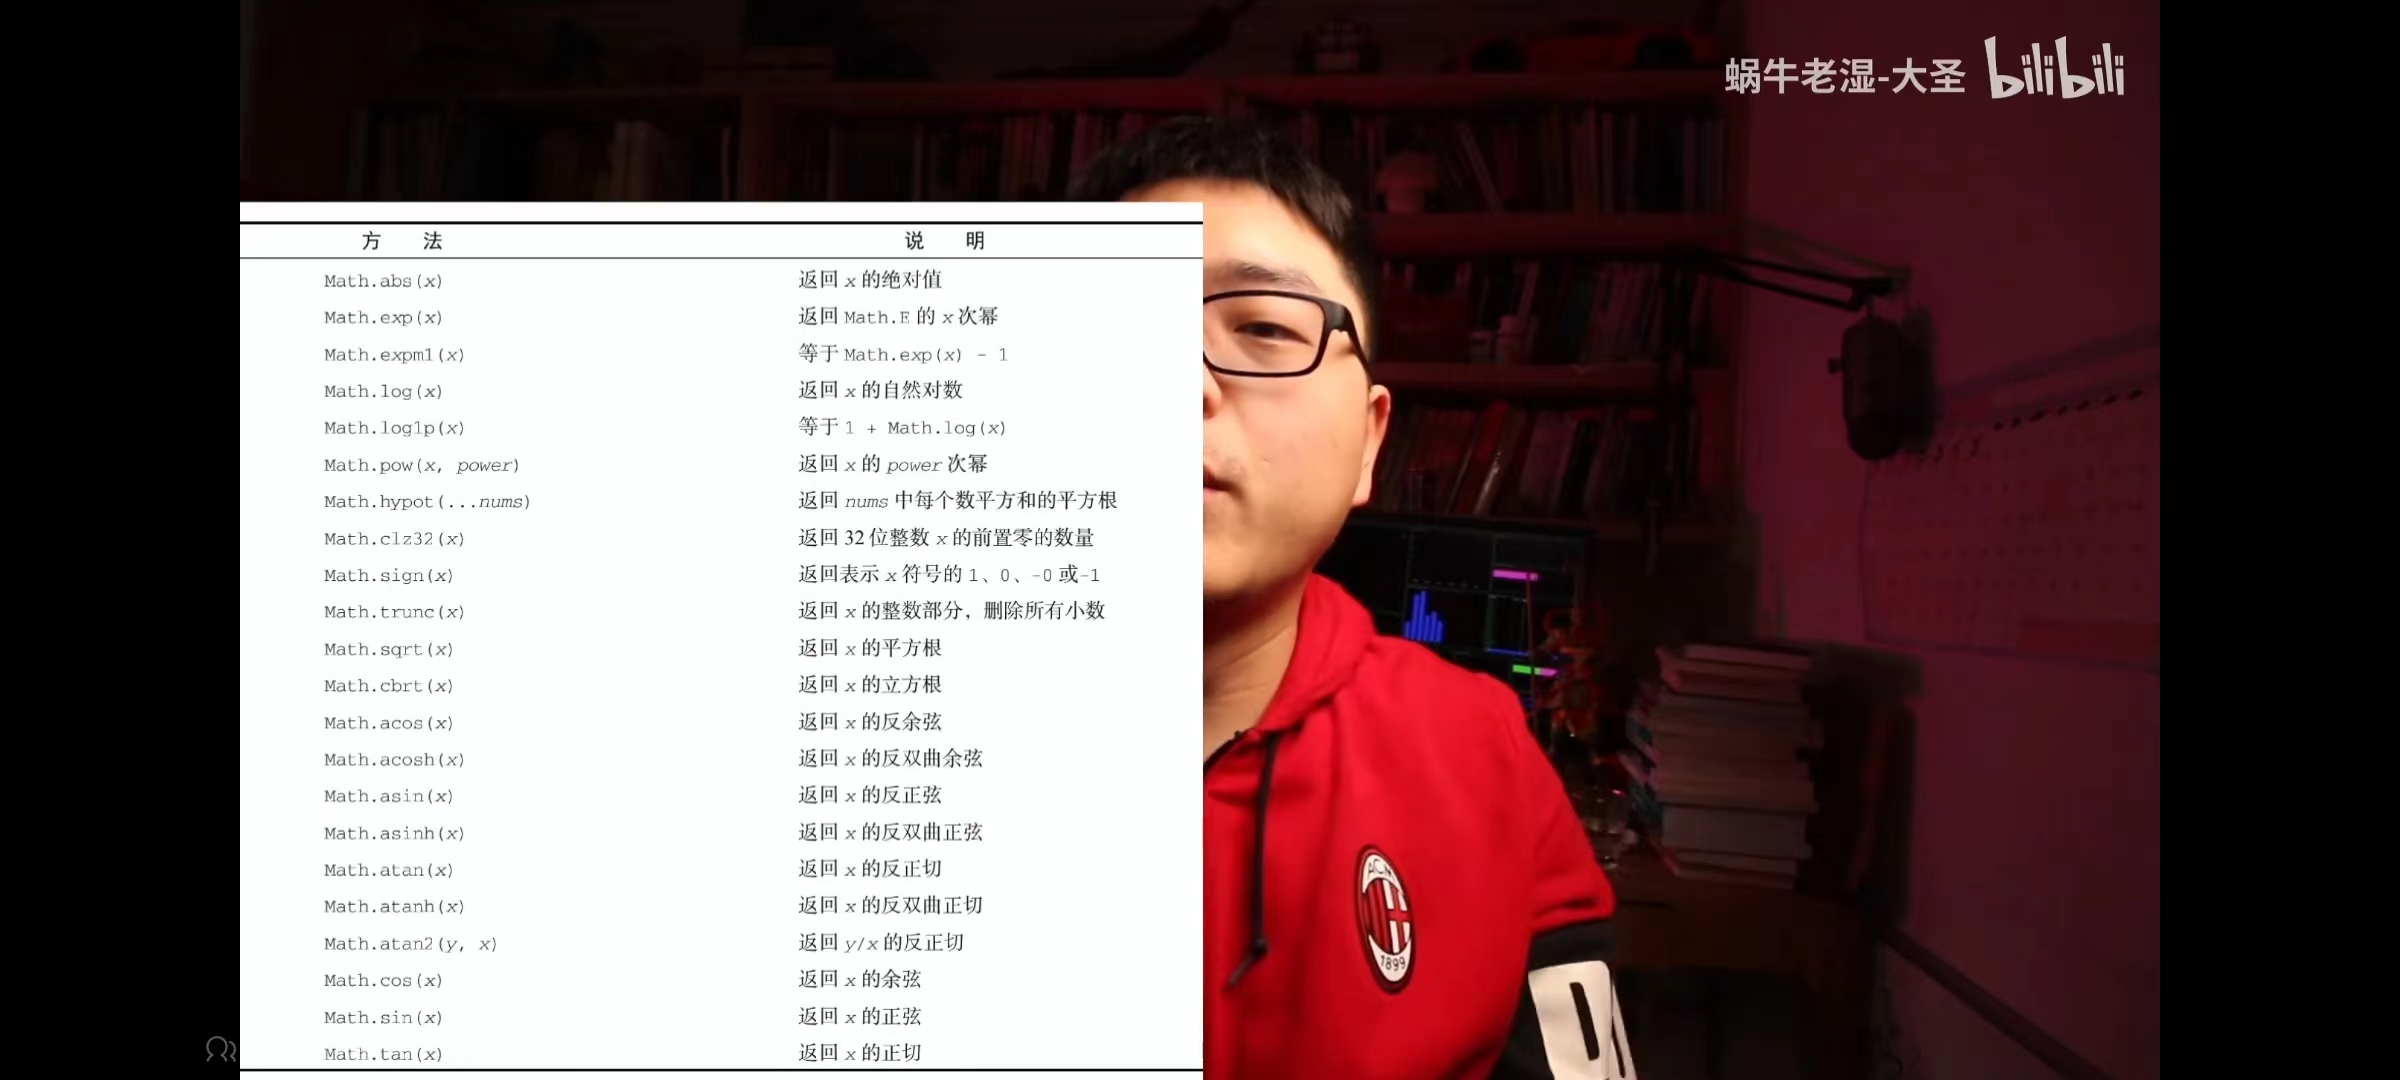 蜗牛老湿-大圣 bilibili
方 法 说 明
Math.abs(x) 返回 x 的绝对值
Math.exp(x) 返回 Math.E 的 x 次幂
Math.expm1(x) 等于 Math.exp(x) - 1
Math.log(x) 返回 x 的自然对数
Math.log1p(x) 等于 1 + Math.log(x)
Math.pow(x, power) 返回 x 的 power 次幂
Math.hypot(...nums) 返回 nums 中每个数平方和的平方根
Math.clz32(x) 返回 32 位整数 x 的前置零的数量
Math.sign(x) 返回表示 x 符号的 1、0、-0 或-1
Math.trunc(x) 返回 x 的整数部分，删除所有小数
Math.sqrt(x) 返回 x 的平方根
Math.cbrt(x) 返回 x 的立方根
Math.acos(x) 返回 x 的反余弦
Math.acosh(x) 返回 x 的反双曲余弦
Math.asin(x) 返回 x 的反正弦
Math.asinh(x) 返回 x 的反双曲正弦
Math.atan(x) 返回 x 的反正切
Math.atanh(x) 返回 x 的反双曲正切
Math.atan2(y, x) 返回 y/x 的反正切
Math.cos(x) 返回 x 的余弦
Math.sin(x) 返回 x 的正弦
Math.tan(x) 返回 x 的正切
ACM
1899